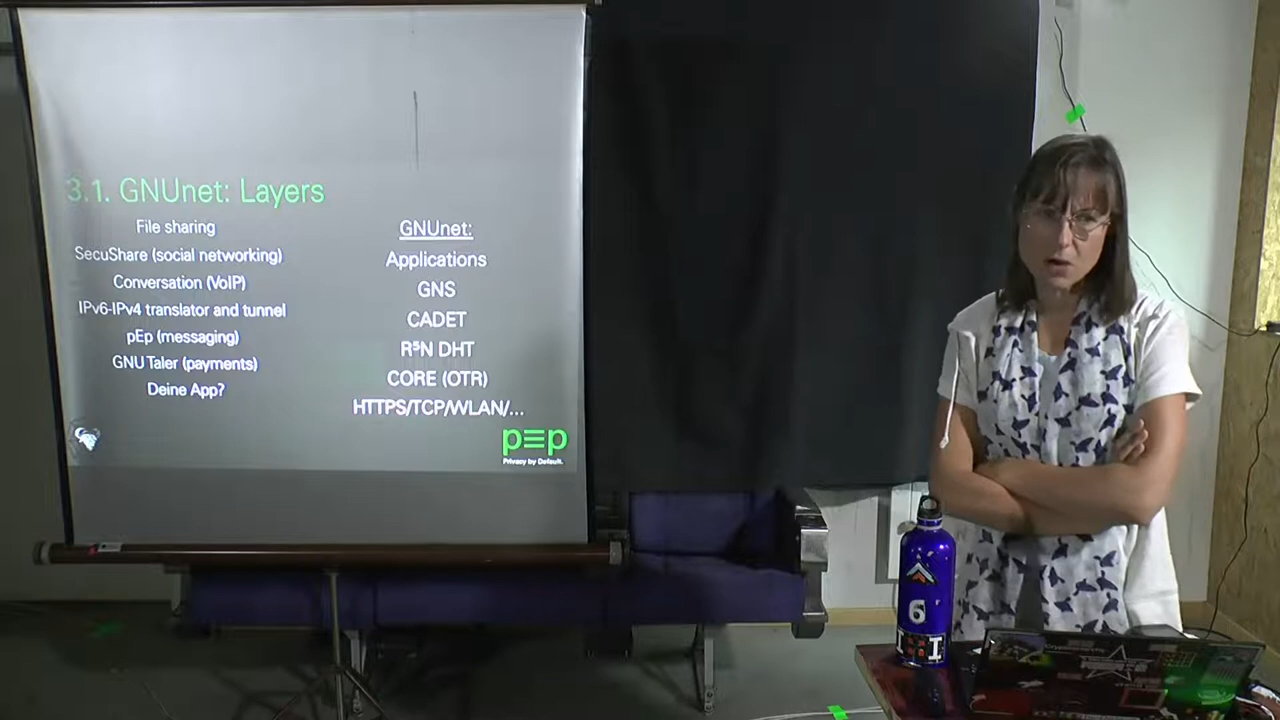 3.1. GNUnet: Layers
File sharing
SecuShare (social networking)
Conversation (VoIP)
IPv6-IPv4 translator and tunnel
pEp (messaging)
GNU Taler (payments)
Deine App?
GNUnet:
Applications
GNS
CADET
R⁵N DHT
CORE (OTR)
HTTPS/TCP/WLAN/...
p≡p
Privacy by Default.
6